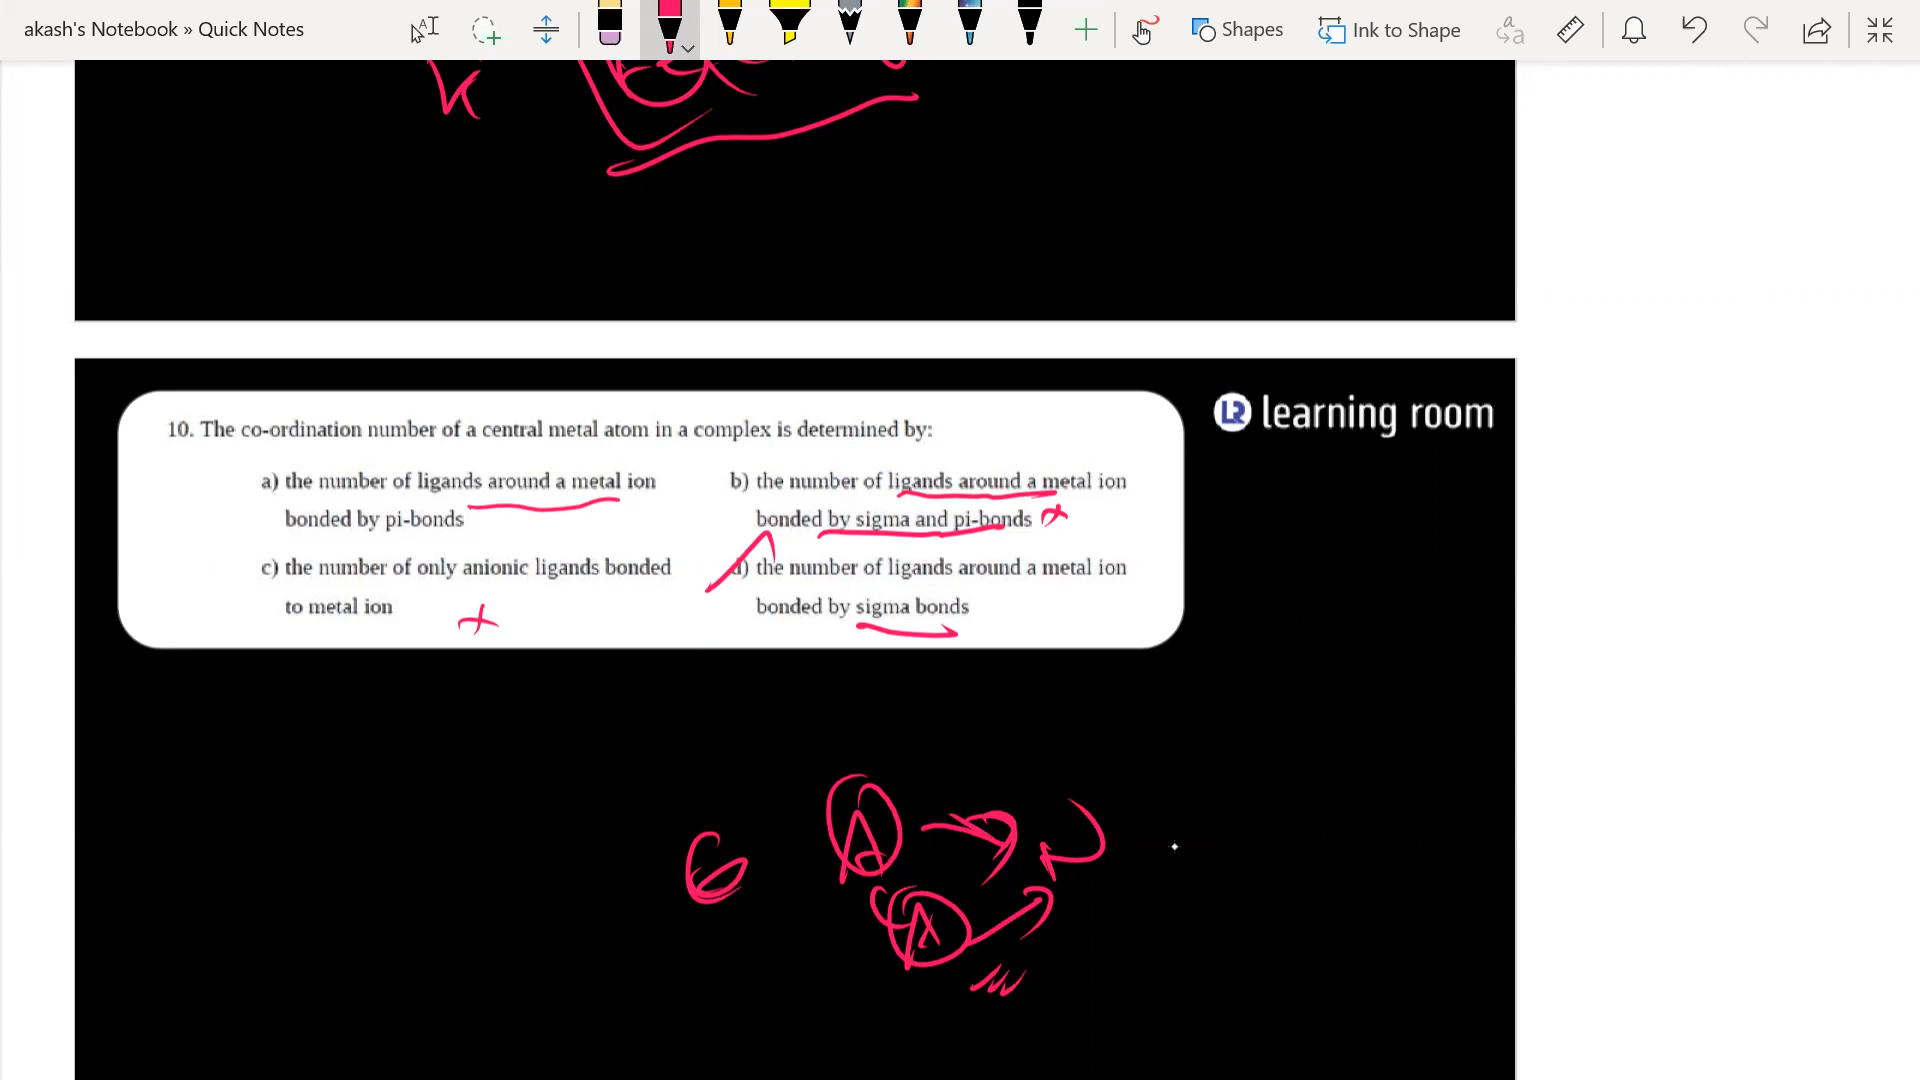 akash's Notebook » Quick Notes
Shapes
Ink to Shape
K
learning room
10. The co-ordination number of a central metal atom in a complex is determined by:
a) the number of ligands around a metal ion
bonded by pi-bonds
b) the number of ligands around a metal ion
bonded by sigma and pi-bonds
c) the number of only anionic ligands bonded
to metal ion
d) the number of ligands around a metal ion
bonded by sigma bonds
6
A
A